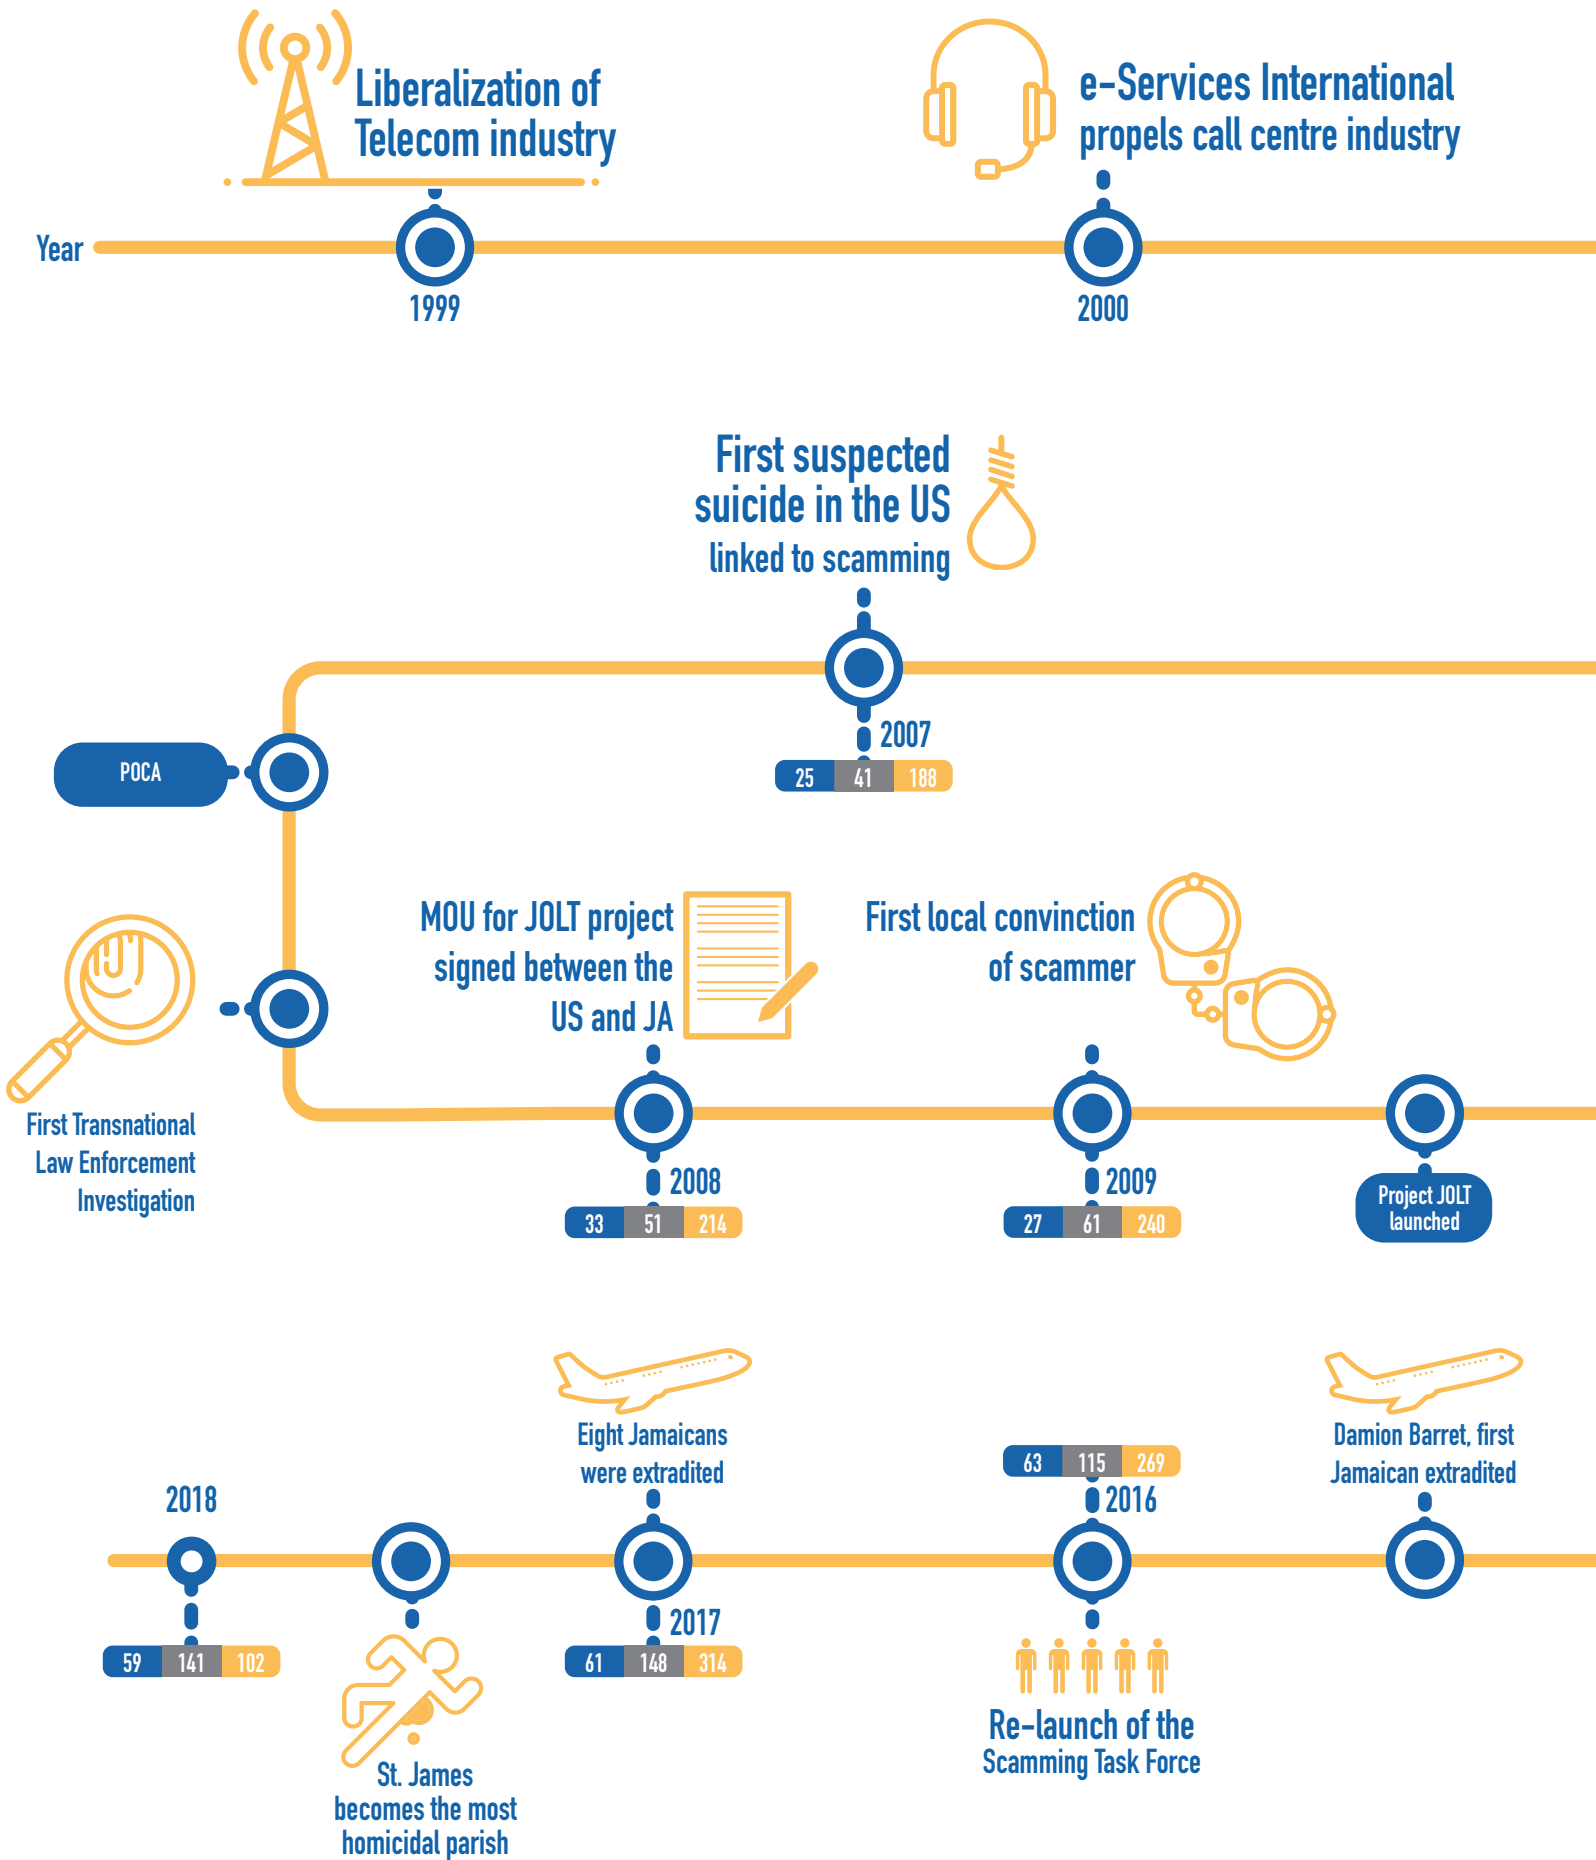 Liberalization of
Telecom industry
e-Services International
propels call centre industry
Year
1999
2000
First suspected
suicide in the US
linked to scamming
2007
25 41 188
POCA
First Transnational
Law Enforcement
Investigation
MOU for JOLT project
signed between the
US and JA
2008
33 51 214
First local convinction
of scammer
2009
27 61 240
Project JOLT
launched
2018
59 141 102
St. James
becomes the most
homicidal parish
Eight Jamaicans
were extradited
2017
61 148 314
63 115 269
2016
Re-launch of the
Scamming Task Force
Damion Barret, first
Jamaican extradited